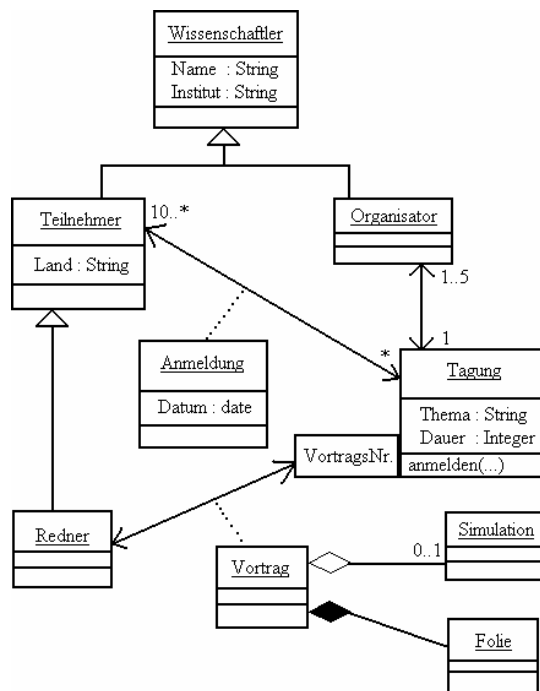 Wissenschaftler
Name : String
Institut : String
Teilnehmer
Land : String
10..*
Organisator
1..5
1
*
Anmeldung
Datum : date
Tagung
Thema : String
Dauer : Integer
anmelden(...)
VortragsNr.
Redner
Vortrag
0..1
Simulation
Folie